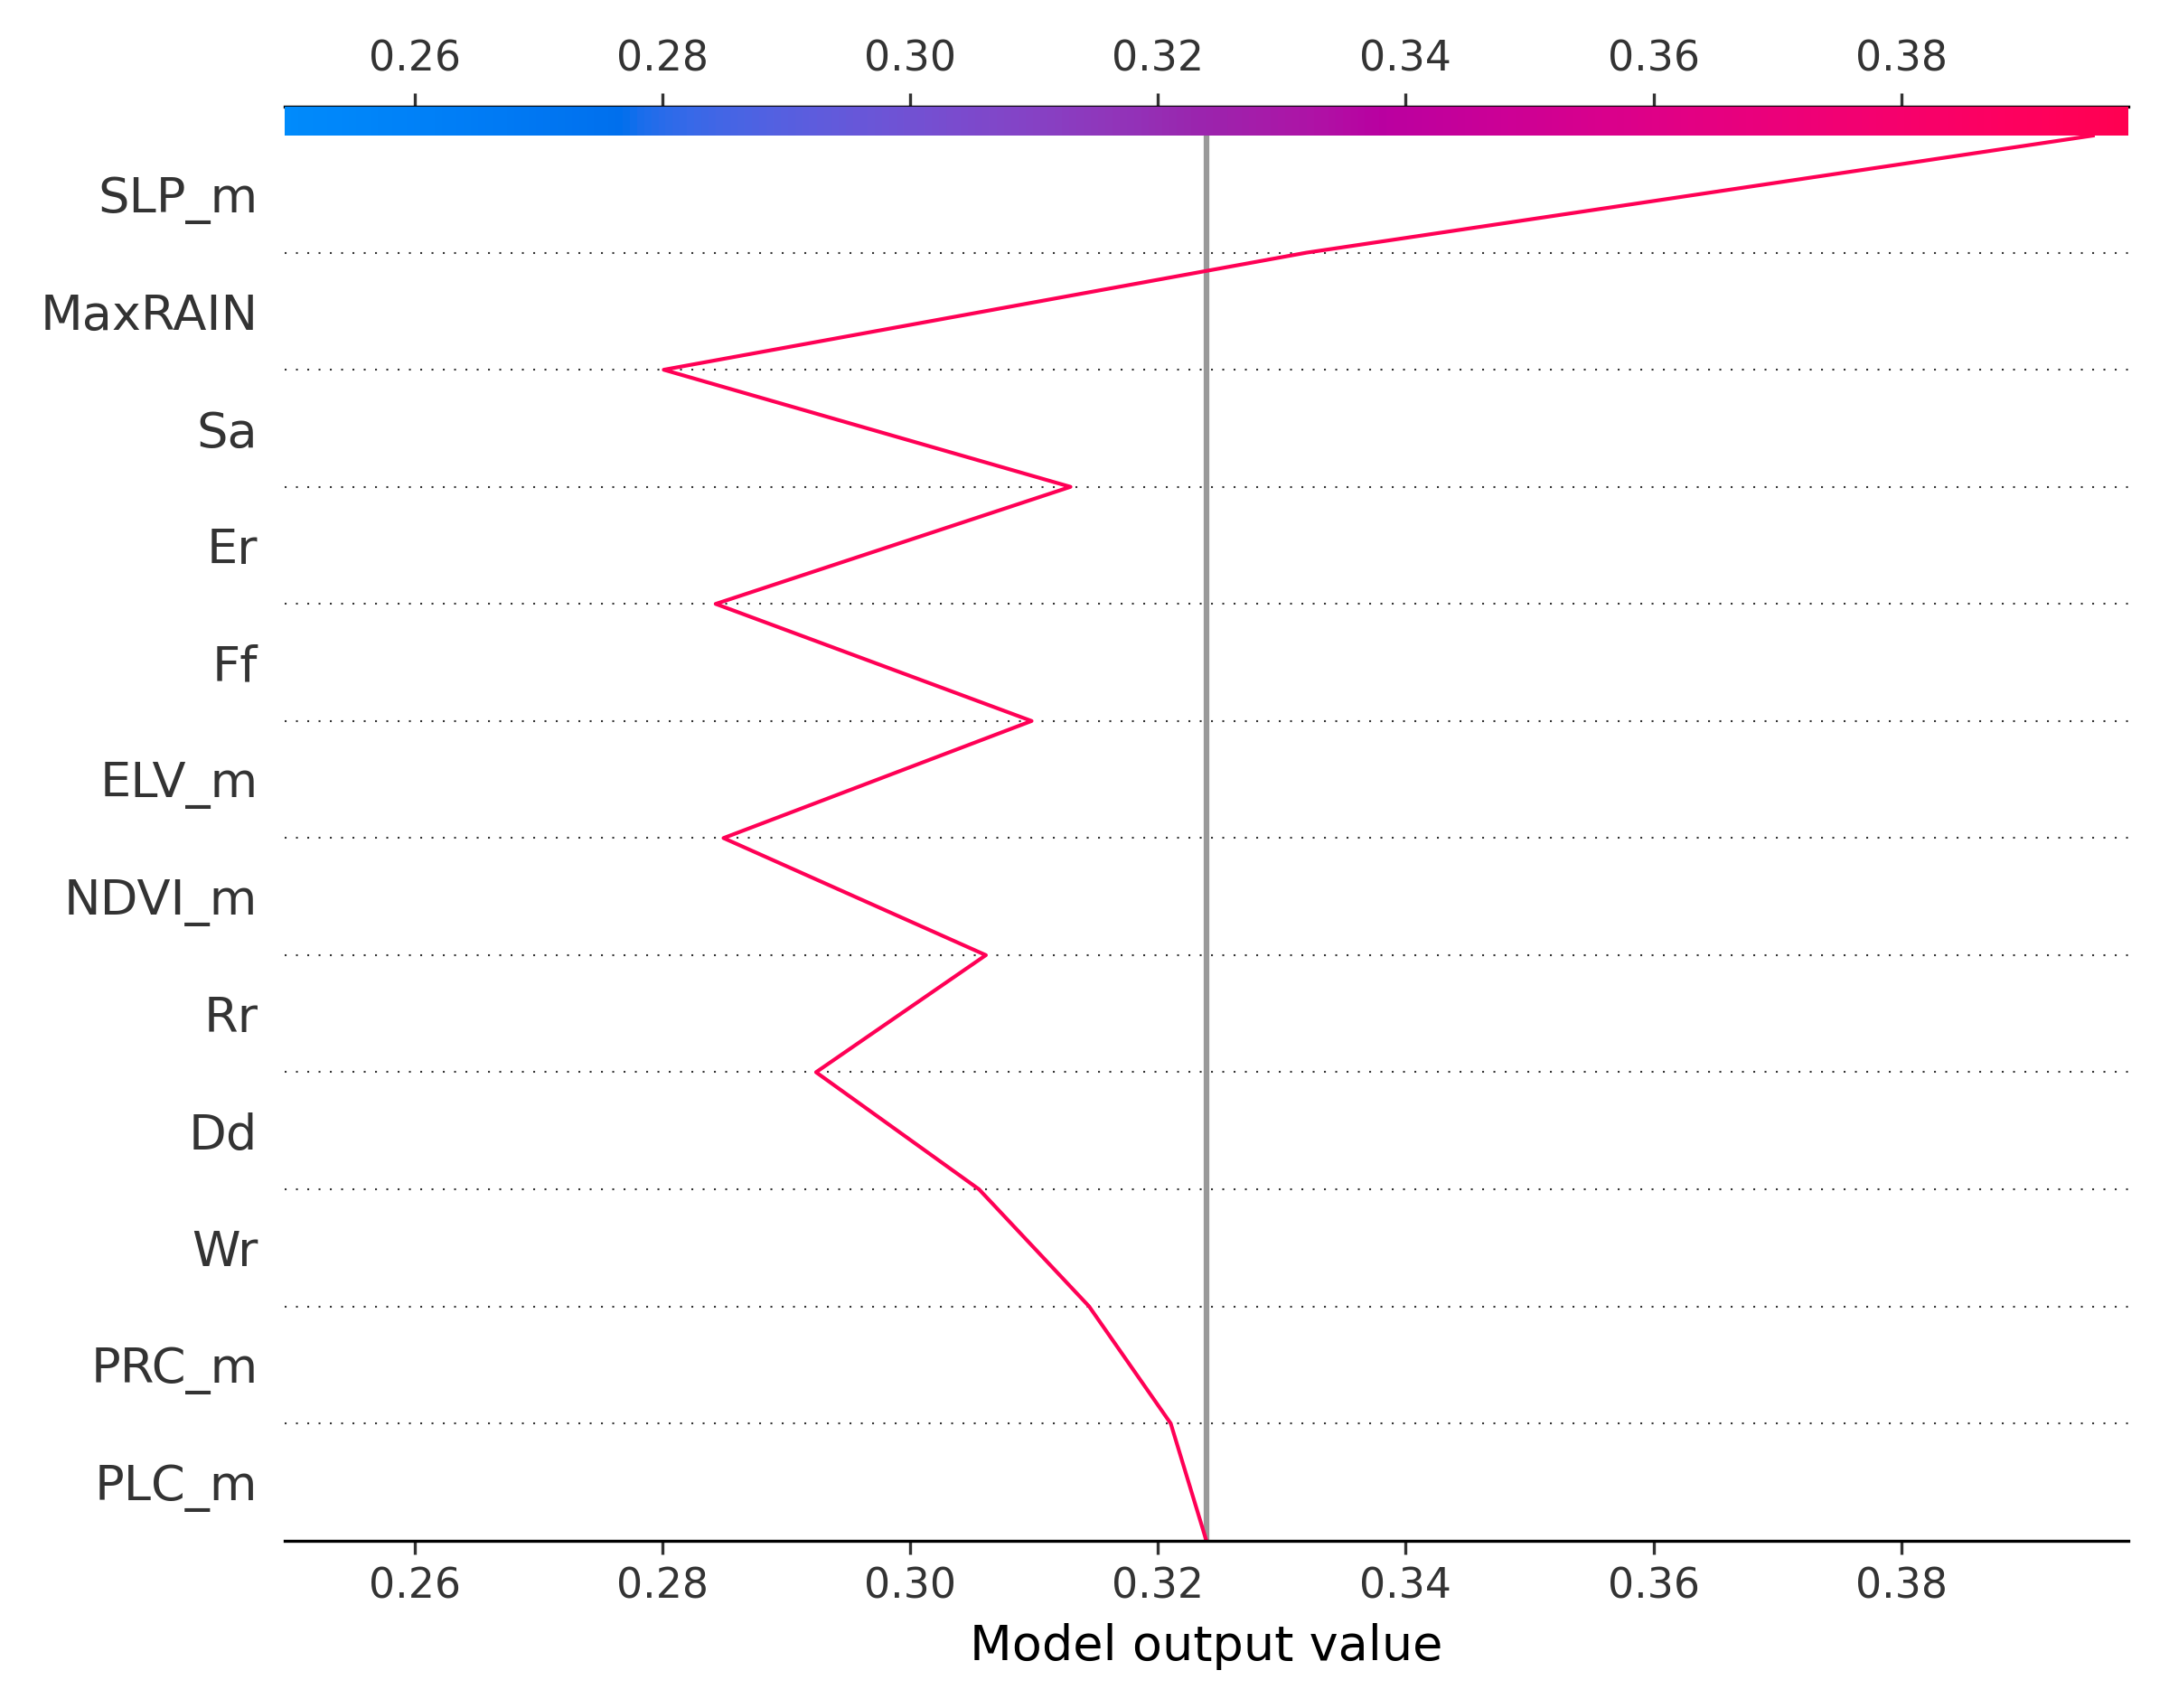 0.26 0.28 0.30 0.32 0.34 0.36 0.38
SLP_m
MaxRAIN
Sa
Er
Ff
ELV_m
NDVI_m
Rr
Dd
Wr
PRC_m
PLC_m
0.26 0.28 0.30 0.32 0.34 0.36 0.38
Model output value